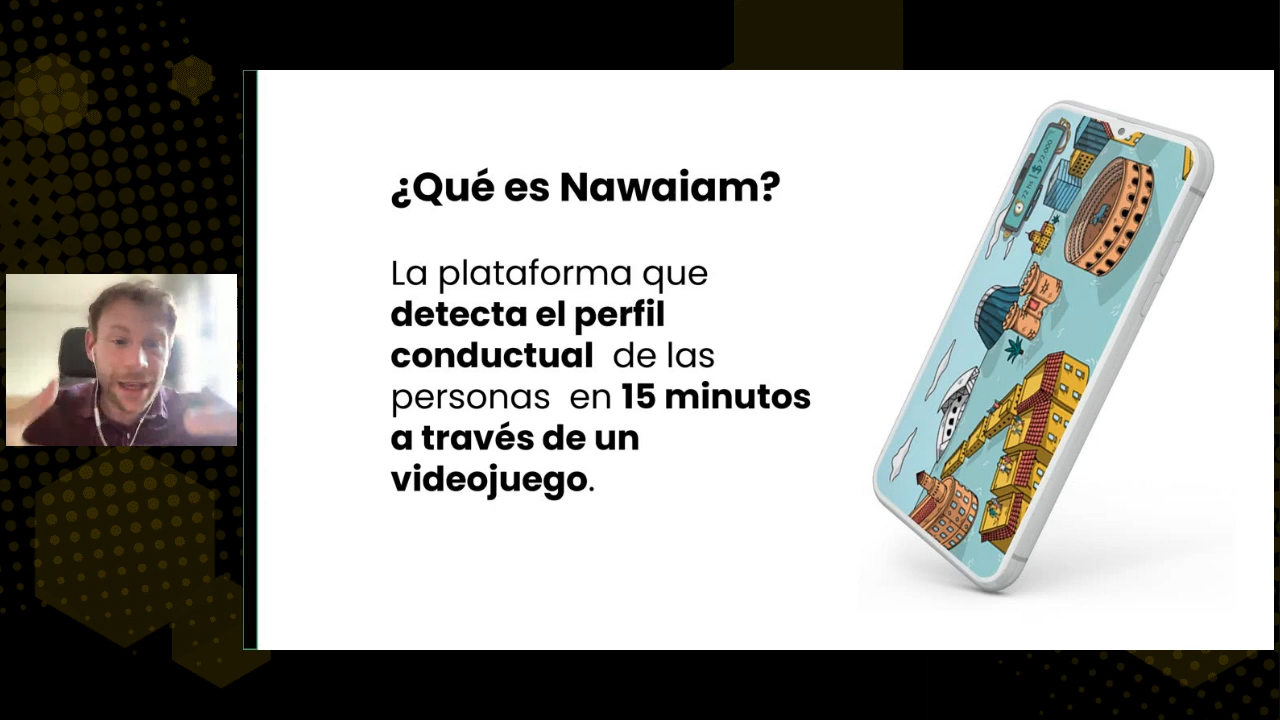 ¿Qué es Nawaiam?
La plataforma que
detecta el perfil
conductual de las
personas en 15 minutos
a través de un
videojuego.